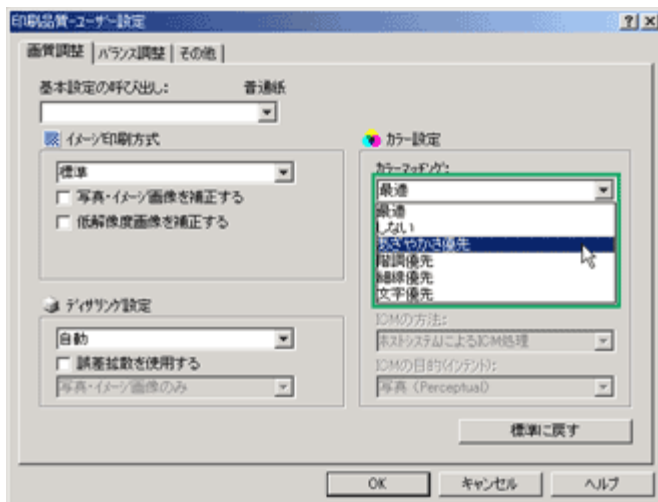 印刷品質-ユーザー設定
画質調整
バランス調整
その他
基本設定の呼び出し:
普通紙
イメージ印刷方式
標準
写真・イメージ画像を補正する
低解像度画像を補正する
ディザリング設定
自動
誤差拡散を使用する
写真・イメージ画像のみ
カラー設定
カラーマッチング:
最適
最適
しない
あざやかさ優先
階調優先
細線優先
文字優先
ICMの方法:
ホストシステムによるICM処理
ICMの目的(インテント):
写真 (Perceptual)
標準に戻す
OK
キャンセル
ヘルプ